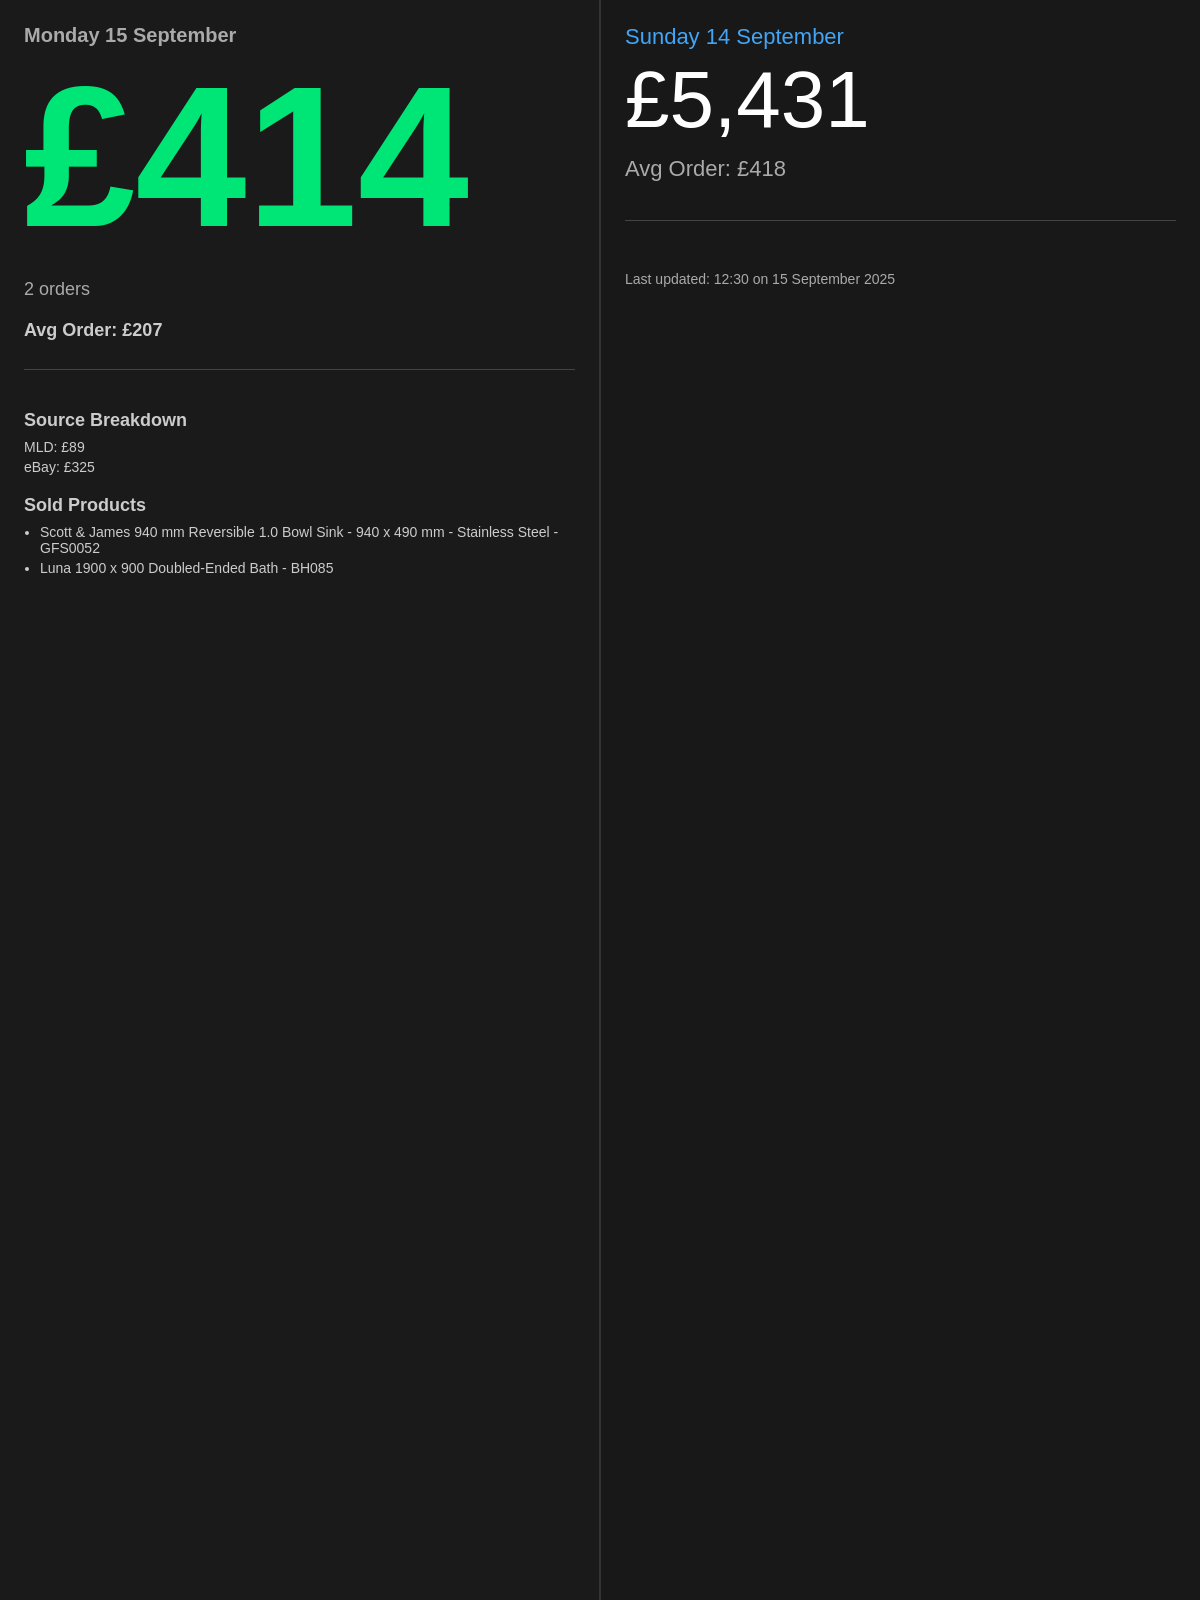 Monday 15 September
£414
2 orders
Avg Order: £207
Source Breakdown
MLD: £89
eBay: £325
Sold Products
• Scott & James 940 mm Reversible 1.0 Bowl Sink - 940 x 490 mm - Stainless Steel -
GFS0052
• Luna 1900 x 900 Doubled-Ended Bath - BH085
Sunday 14 September
£5,431
Avg Order: £418
Last updated: 12:30 on 15 September 2025